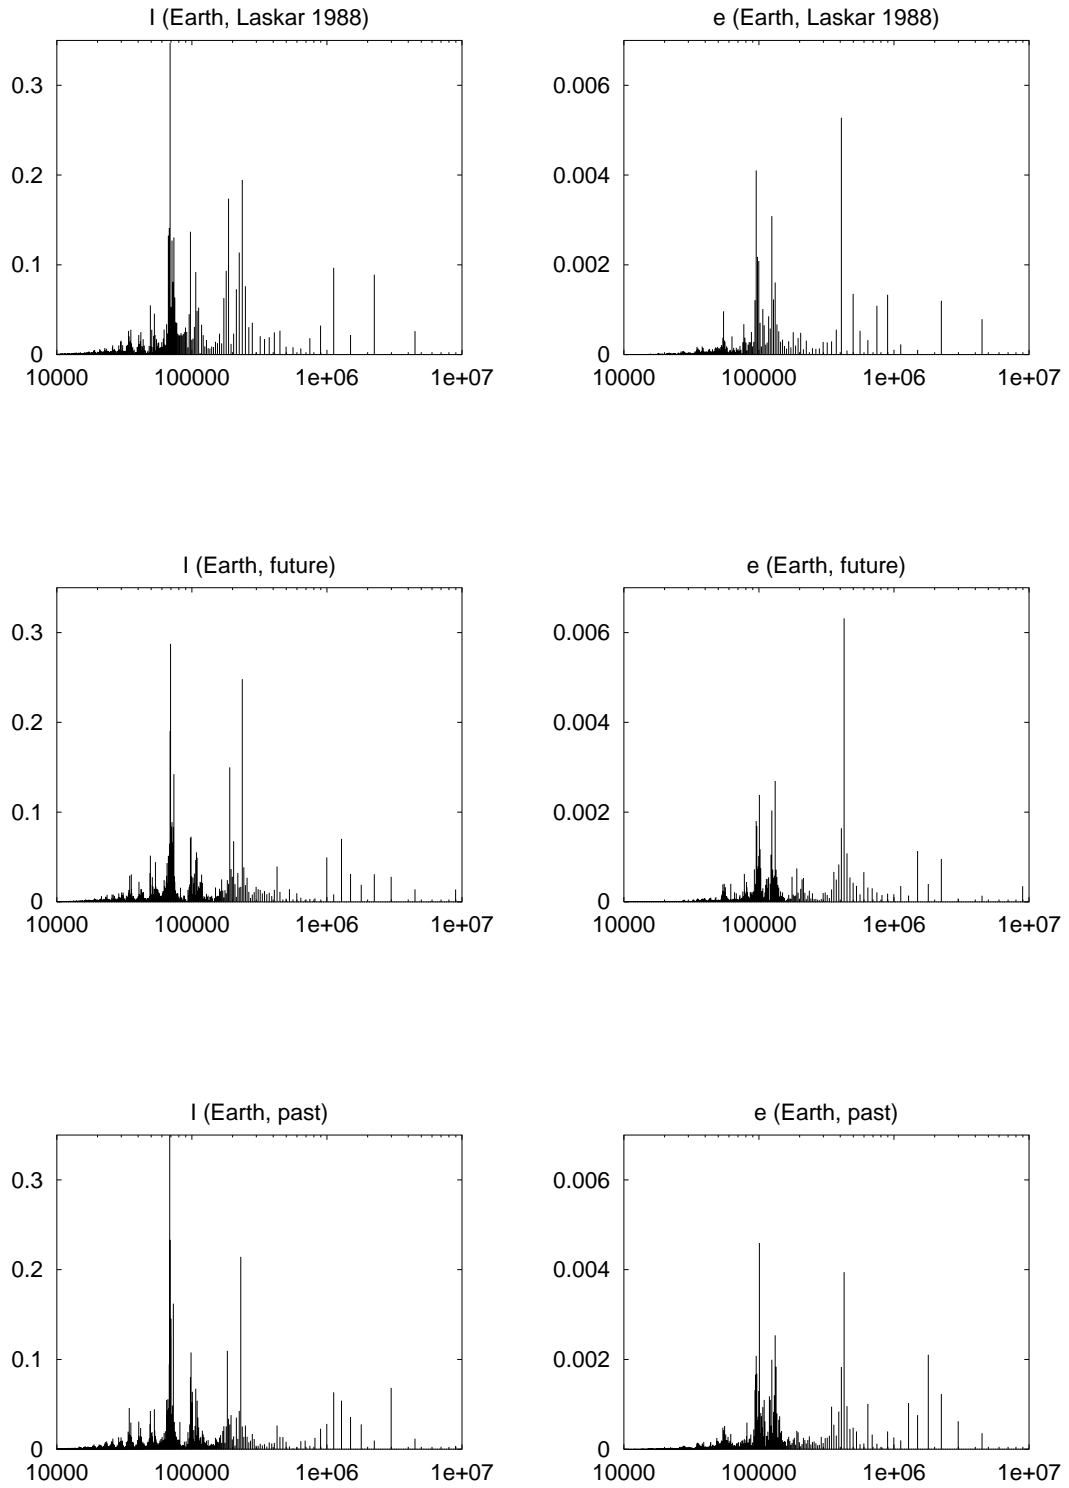 I (Earth, Laskar 1988)
0.3
0.2
0.1
0
10000 100000 1e+06 1e+07
e (Earth, Laskar 1988)
0.006
0.004
0.002
0
10000 100000 1e+06 1e+07
I (Earth, future)
0.3
0.2
0.1
0
10000 100000 1e+06 1e+07
e (Earth, future)
0.006
0.004
0.002
0
10000 100000 1e+06 1e+07
I (Earth, past)
0.3
0.2
0.1
0
10000 100000 1e+06 1e+07
e (Earth, past)
0.006
0.004
0.002
0
10000 100000 1e+06 1e+07